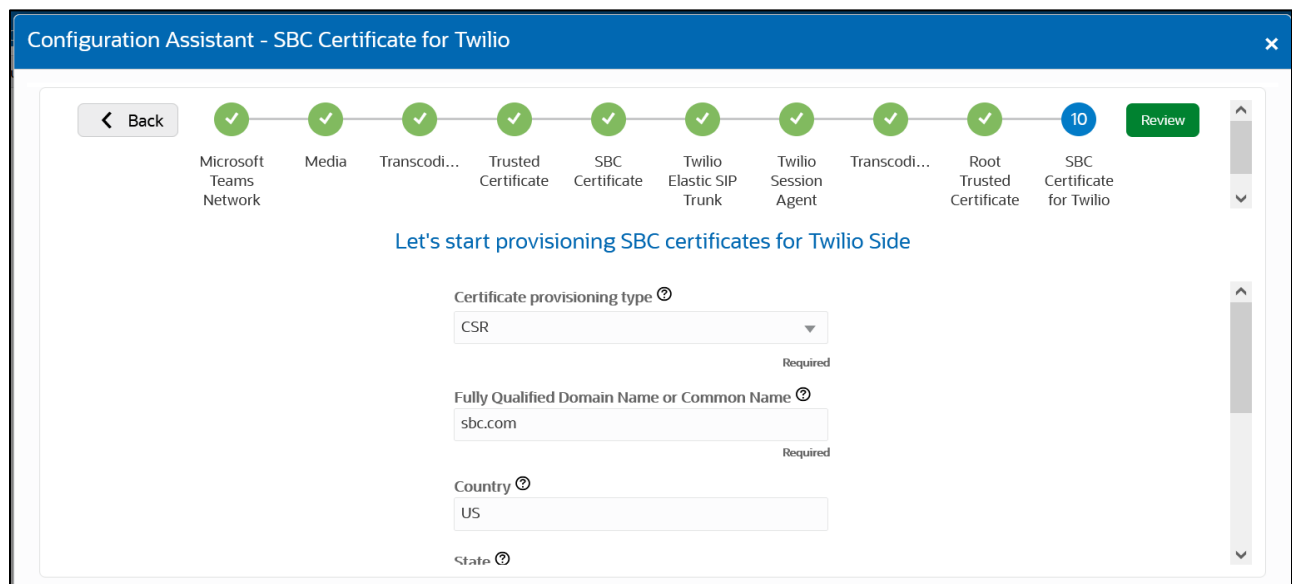 Configuration Assistant - SBC Certificate for Twilio
×
Back
10
Review
Microsoft
Teams
Network
Media
Transcodi...
Trusted
Certificate
SBC
Certificate
Twilio
Elastic SIP
Trunk
Twilio
Session
Agent
Transcodi...
Root
Trusted
Certificate
SBC
Certificate
for Twilio
Let's start provisioning SBC certificates for Twilio Side
Certificate provisioning type ?
CSR
Required
Fully Qualified Domain Name or Common Name ?
sbc.com
Required
Country ?
US
State ?